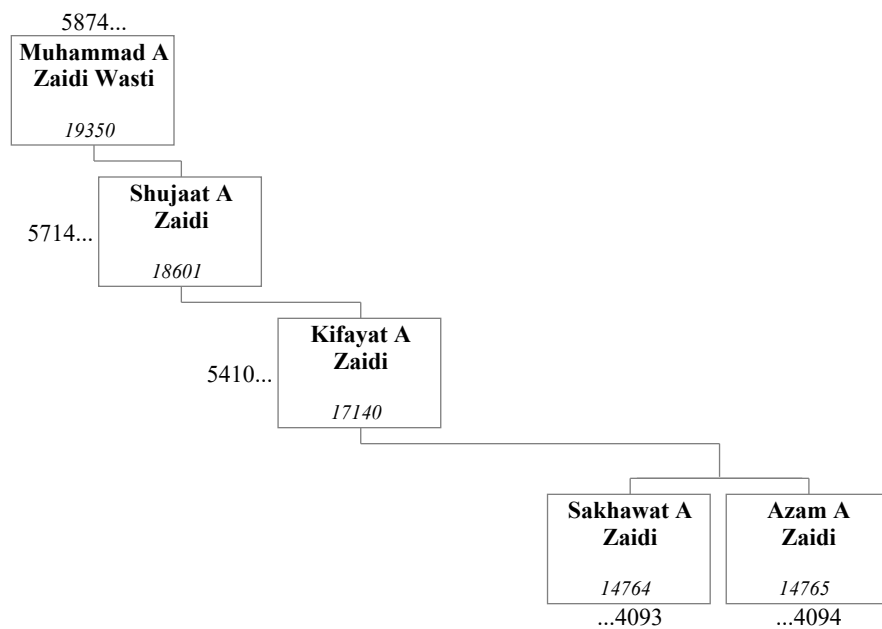 5874...
Muhammad A
Zaidi Wasti
19350
Shujaat A
Zaidi
5714...
18601
Kifayat A
Zaidi
5410...
17140
Sakhawat A
Zaidi
14764
...4093
Azam A
Zaidi
14765
...4094